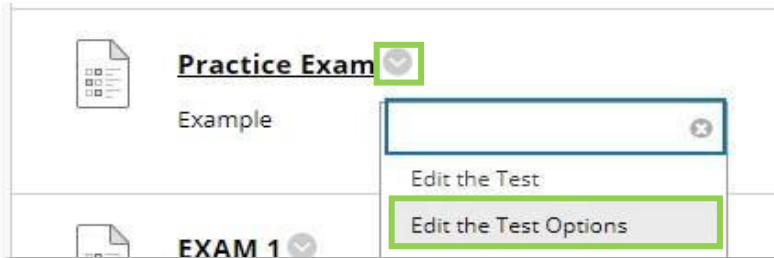 Practice Exam
Example
Edit the Test
Edit the Test Options
EXAM 1